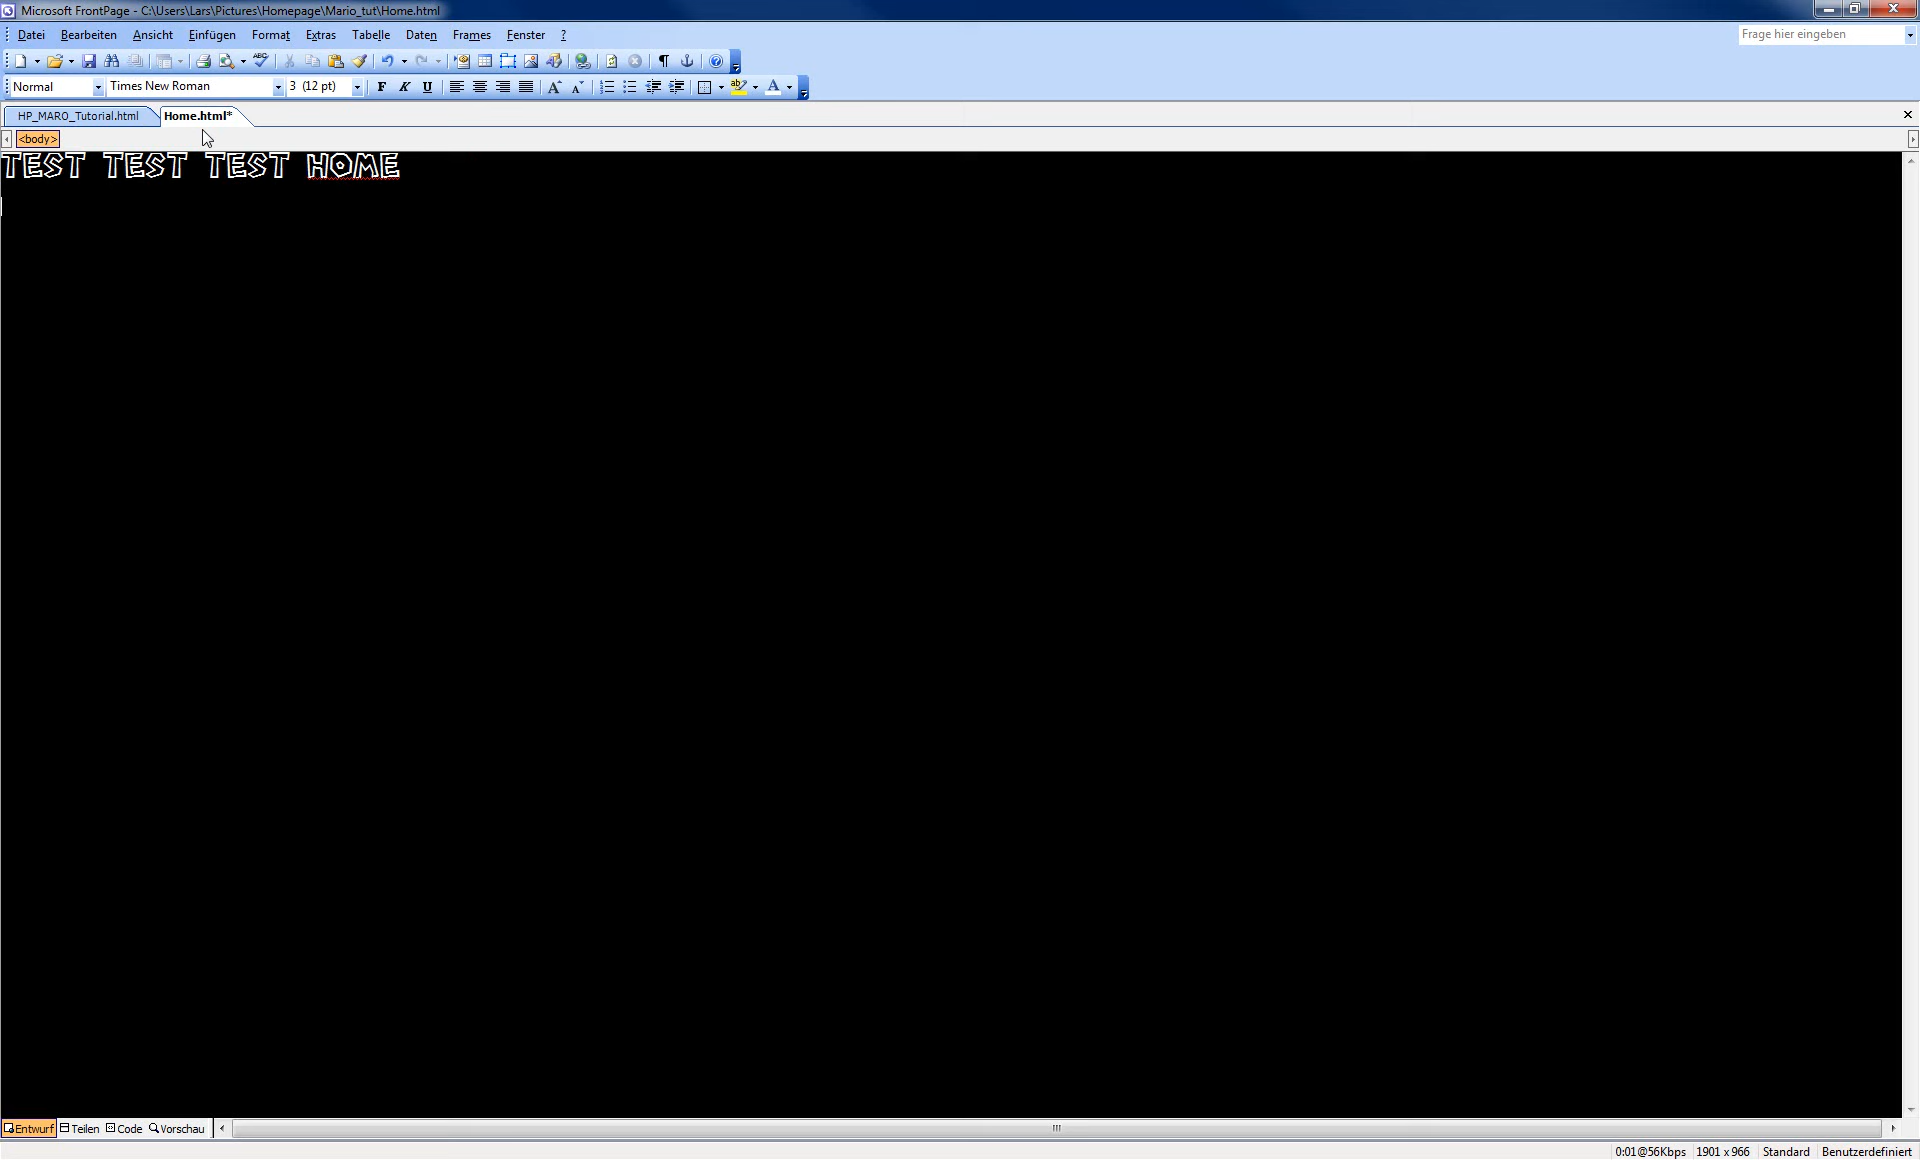 Microsoft FrontPage - C:\Users\Lars\Pictures\Homepage\Mario_tut\Home.html
Datei Bearbeiten Ansicht Einfügen Format Extras Tabelle Daten Frames Fenster ? Frage hier eingeben
Normal Times New Roman 3 (12 pt) F K U
HP_MARO_Tutorial.html Home.html*
<body>
TEST TEST TEST HOME
Entwurf Teilen Code Vorschau
0:01@56Kbps 1901 x 966 Standard Benutzerdefiniert